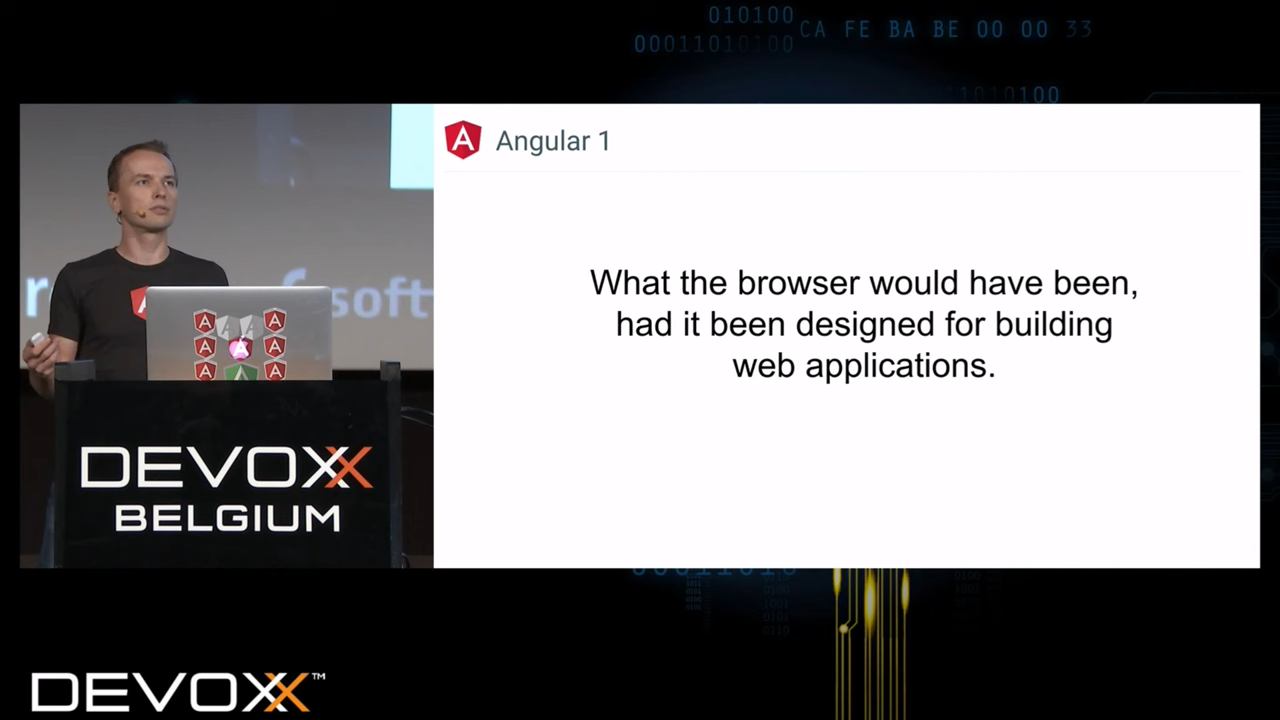 010100
00011010100
CA FE BA BE 00 00 33
1010100
Angular 1
What the browser would have been,
had it been designed for building
web applications.
soft
DEVOXX
BELGIUM
DEVOXX™